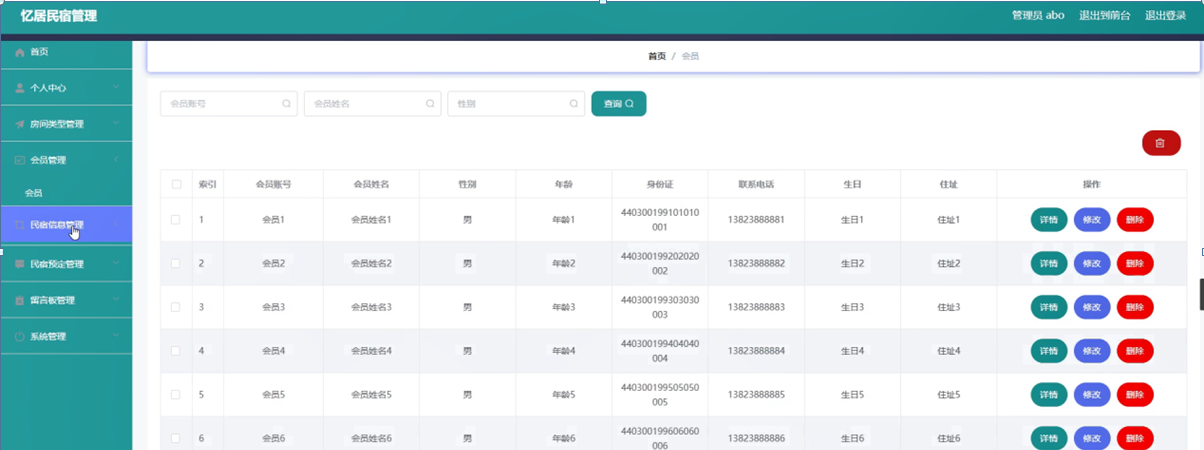 忆居民宿管理
管理员 abo 退出到前台 退出登录
首页
个人中心
房间类型管理
会员管理
会员
民宿信息管理
民宿预定管理
留言板管理
系统管理
首页 / 会员
会员账号 会员姓名 性别 查询
索引 会员账号 会员姓名 性别 年龄 身份证 联系电话 生日 住址 操作
1 会员1 会员姓名1 男 年龄1 440300199101010001 13823888881 生日1 住址1 详情 修改 删除
2 会员2 会员姓名2 男 年龄2 440300199202020002 13823888882 生日2 住址2 详情 修改 删除
3 会员3 会员姓名3 男 年龄3 440300199303030003 13823888883 生日3 住址3 详情 修改 删除
4 会员4 会员姓名4 男 年龄4 440300199404040004 13823888884 生日4 住址4 详情 修改 删除
5 会员5 会员姓名5 男 年龄5 440300199505050005 13823888885 生日5 住址5 详情 修改 删除
6 会员6 会员姓名6 男 年龄6 440300199606060006 13823888886 生日6 住址6 详情 修改 删除